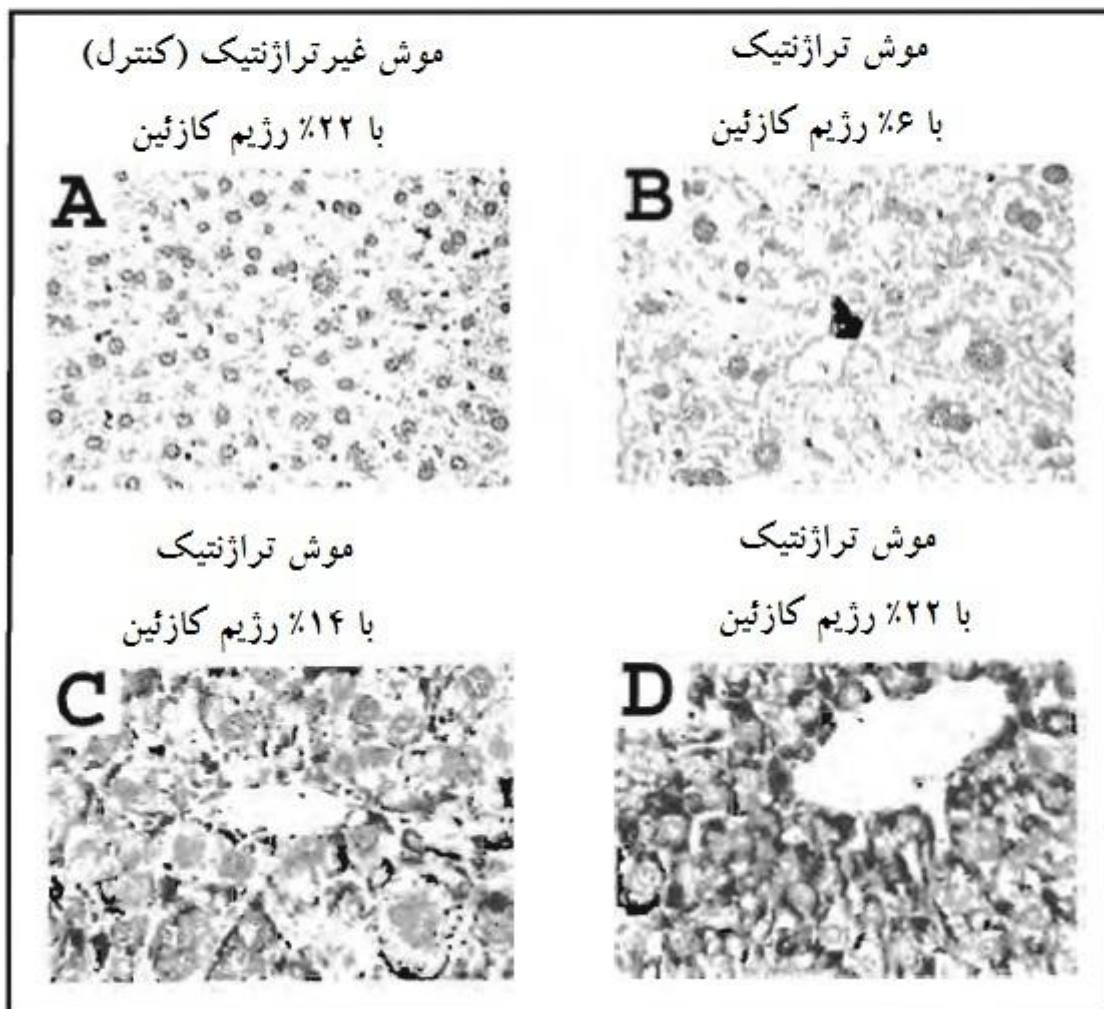 موش غیرتراژنتیک (کنترل)
با ۲۲٪ رژیم کازئین
A
موش تراژنتیک
با ۶٪ رژیم کازئین
B
موش تراژنتیک
با ۱۴٪ رژیم کازئین
C
موش تراژنتیک
با ۲۲٪ رژیم کازئین
D